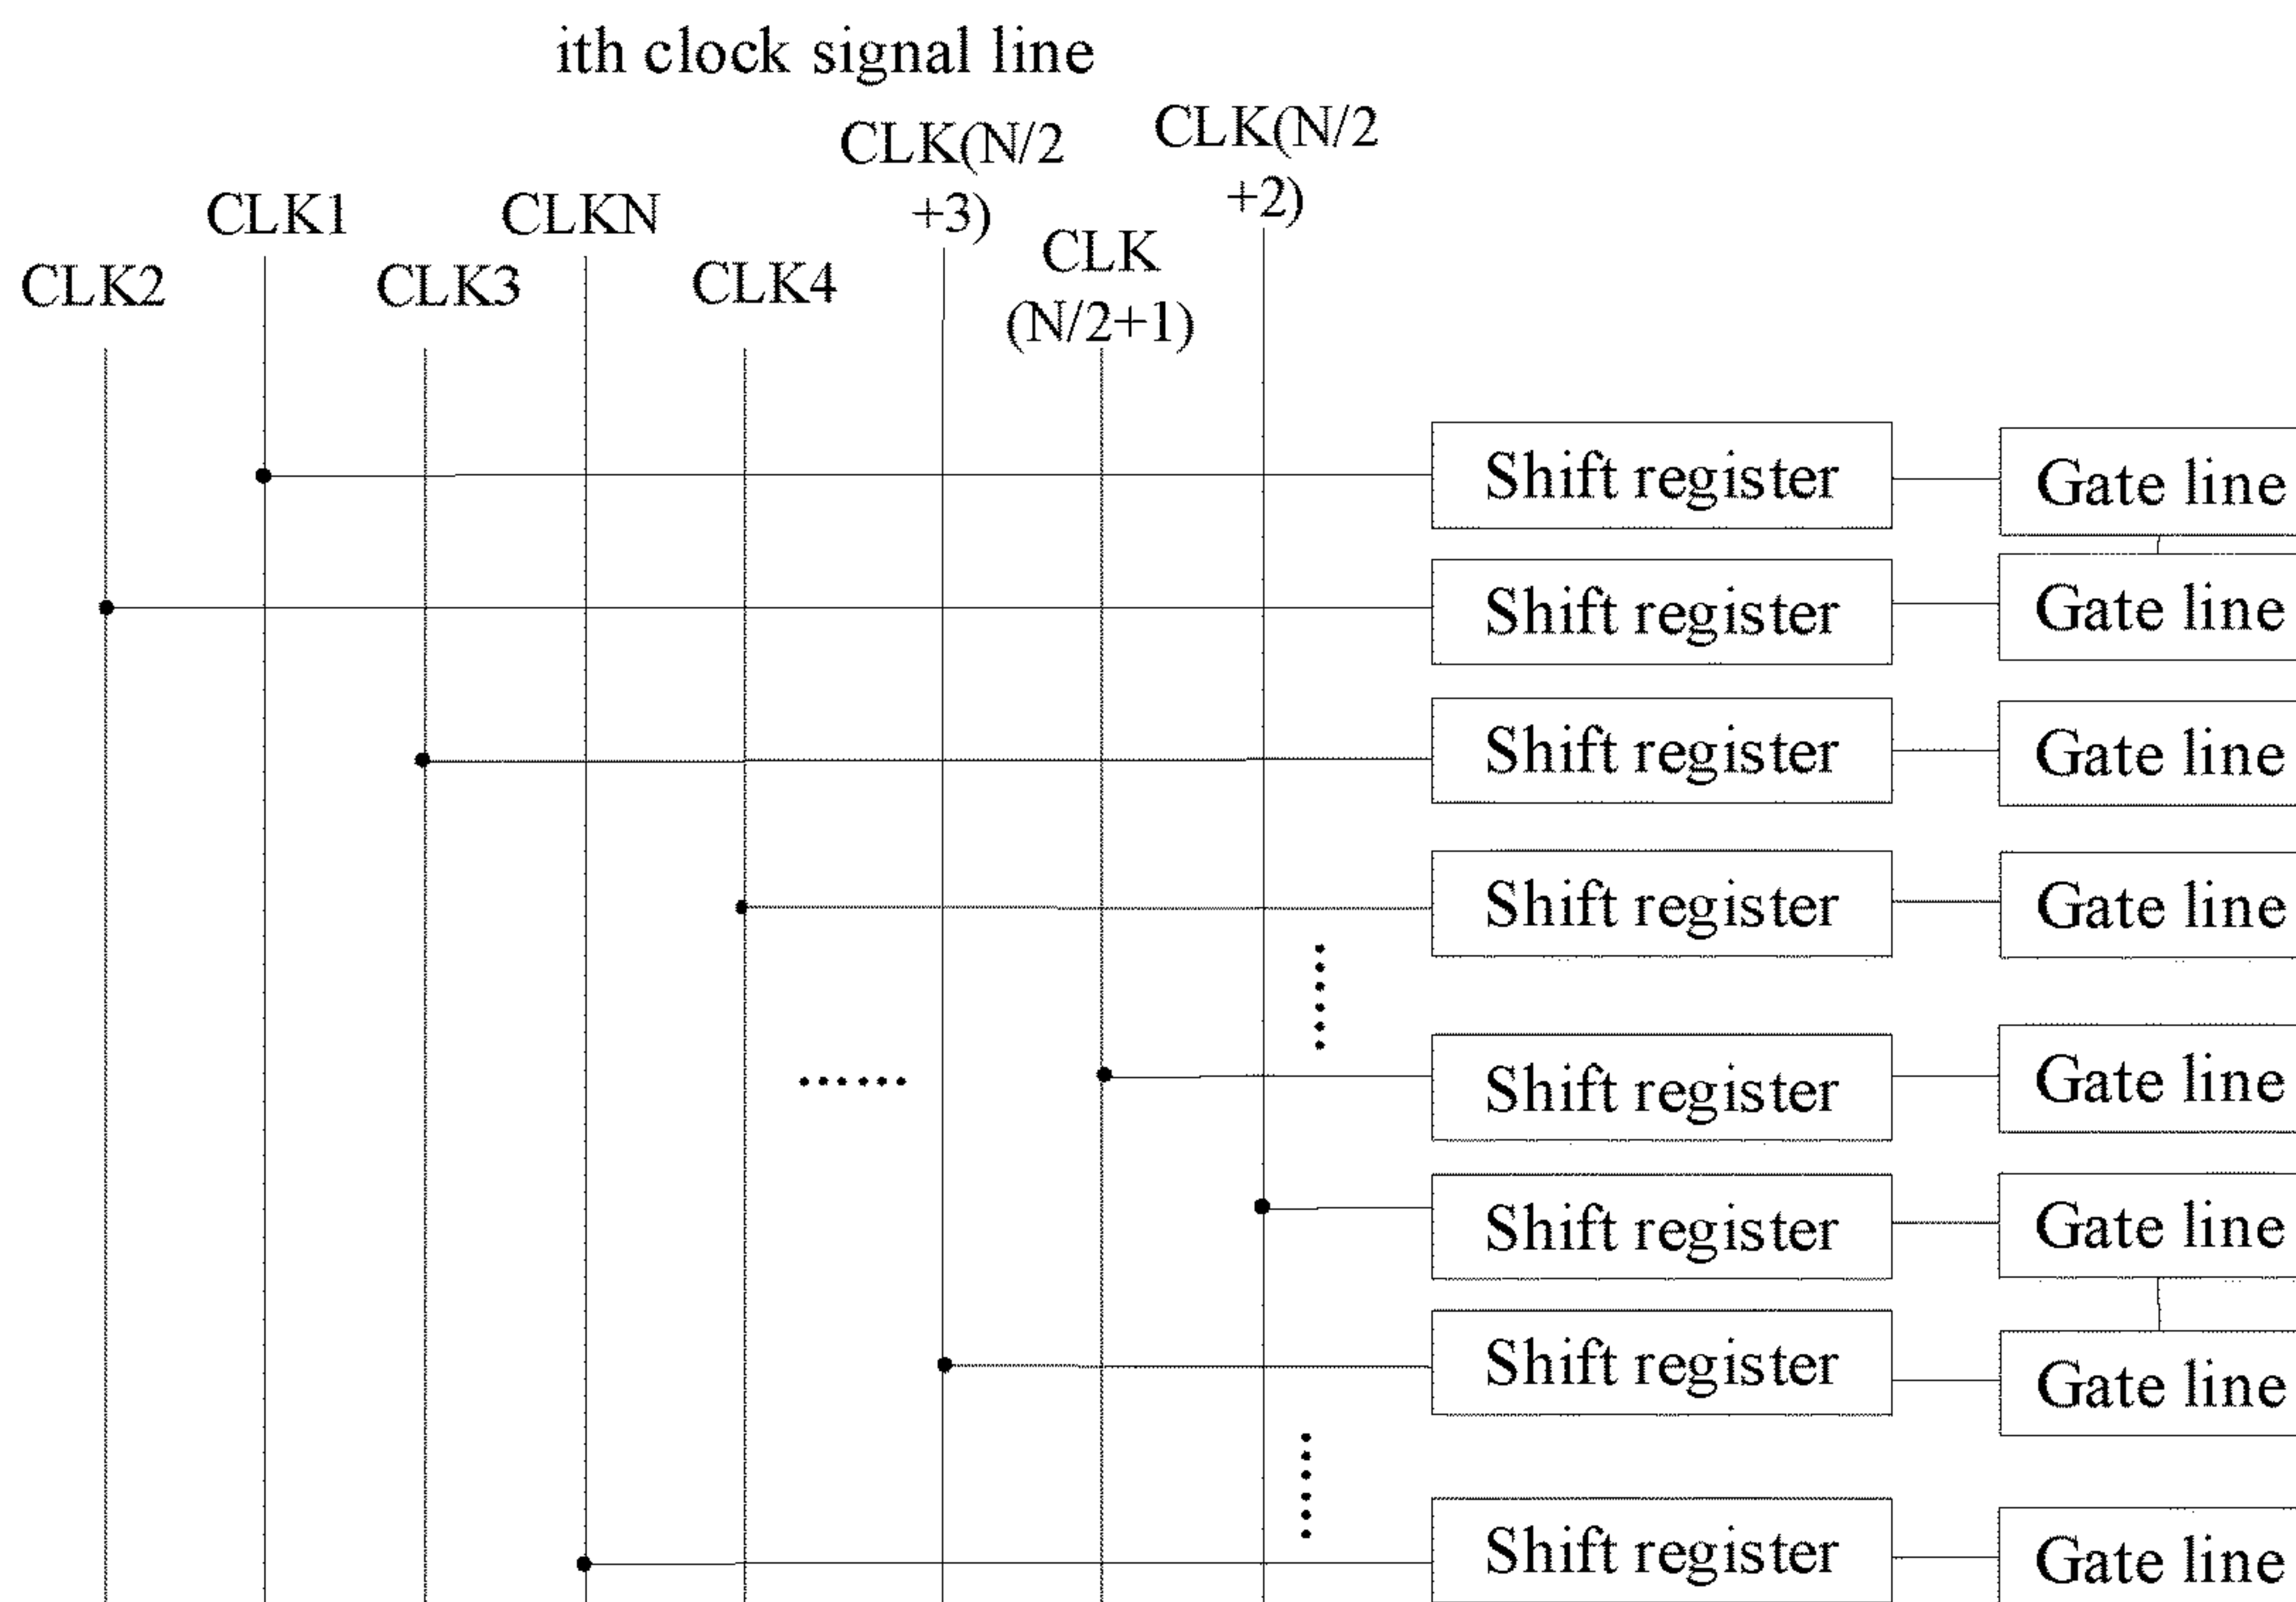 ith clock signal line
CLK(N/2
+3)
CLK(N/2
+2)
CLK1
CLKN
CLK
(N/2+1)
CLK2
CLK3
CLK4
Shift register
Gate line
Shift register
Gate line
Shift register
Gate line
Shift register
Gate line
Shift register
Gate line
Shift register
Gate line
Shift register
Gate line
Shift register
Gate line